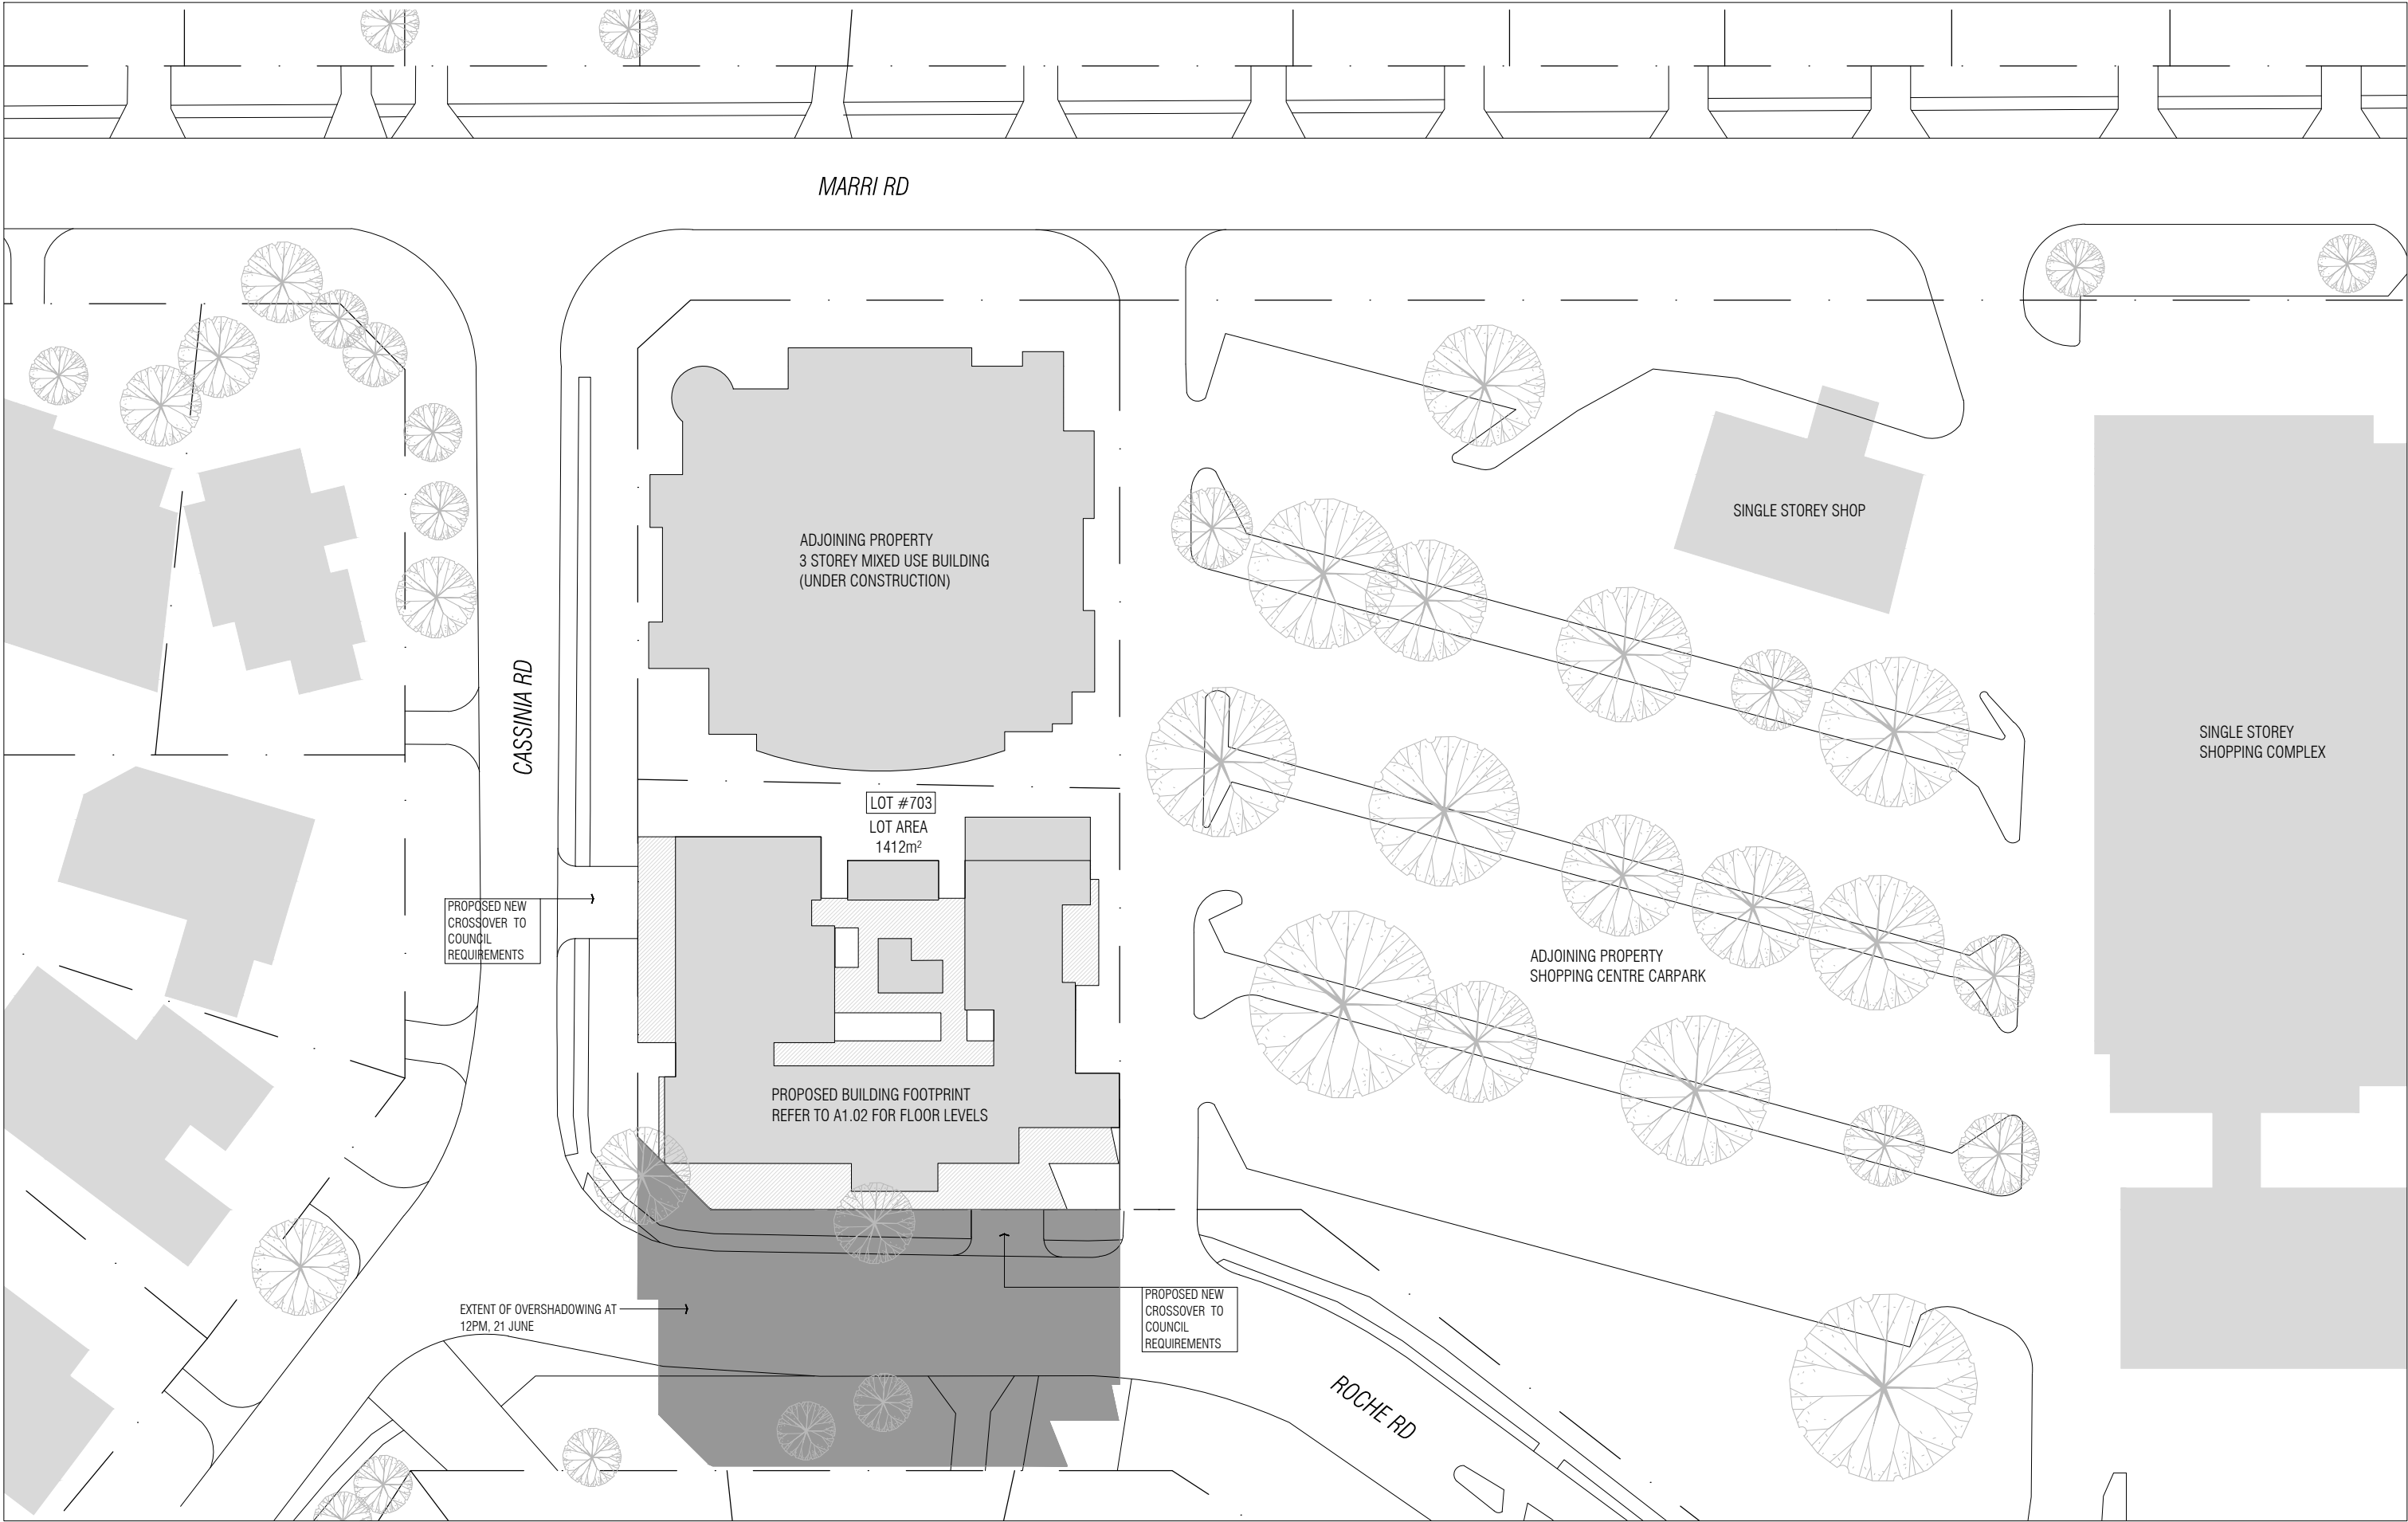 MARRI RD
SINGLE STOREY SHOP
ADJOINING PROPERTY
3 STOREY MIXED USE BUILDING
(UNDER CONSTRUCTION)
CASSINIA RD
SINGLE STOREY
SHOPPING COMPLEX
LOT #703
LOT AREA
1412m²
PROPOSED NEW
CROSSOVER TO
COUNCIL
REQUIREMENTS
ADJOINING PROPERTY
SHOPPING CENTRE CARPARK
PROPOSED BUILDING FOOTPRINT
REFER TO A1.02 FOR FLOOR LEVELS
EXTENT OF OVERSHADOWING AT
12PM, 21 JUNE
PROPOSED NEW
CROSSOVER TO
COUNCIL
REQUIREMENTS
ROCHE RD